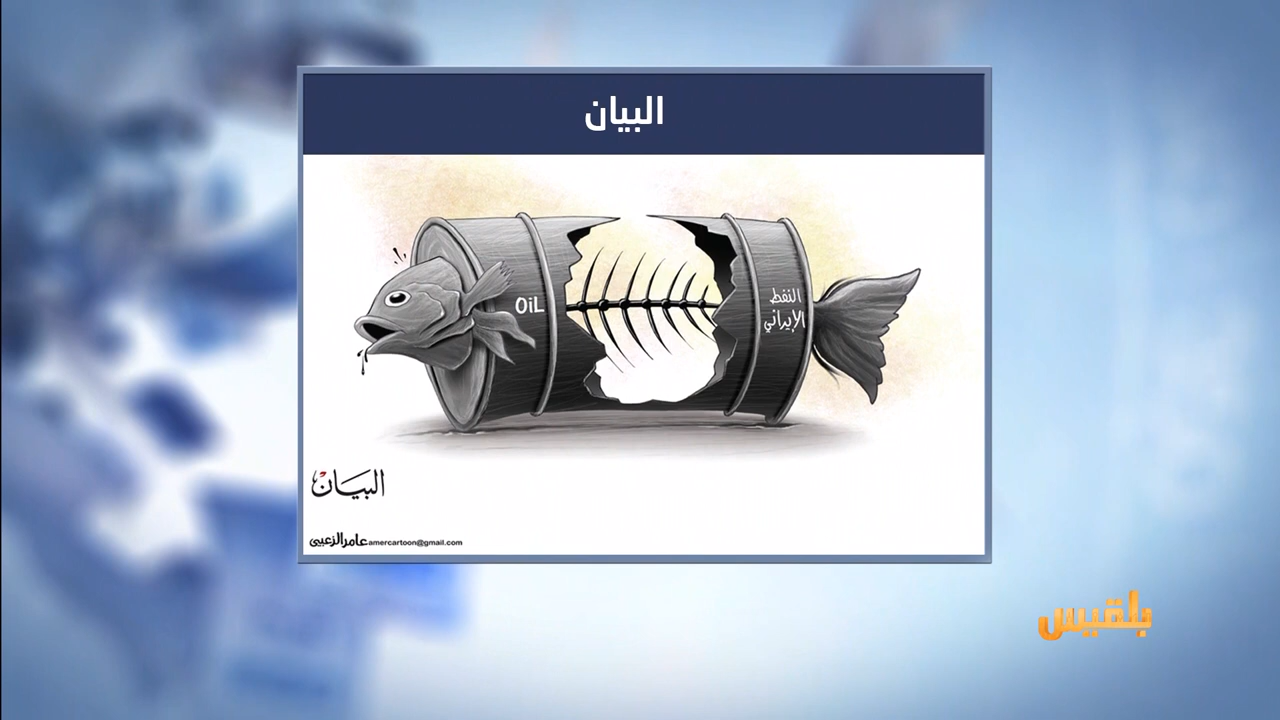 البيان
OiL
النفط
الإيراني
البيان
عامر الزعبي amercartoon@gmail.com
بلقيس